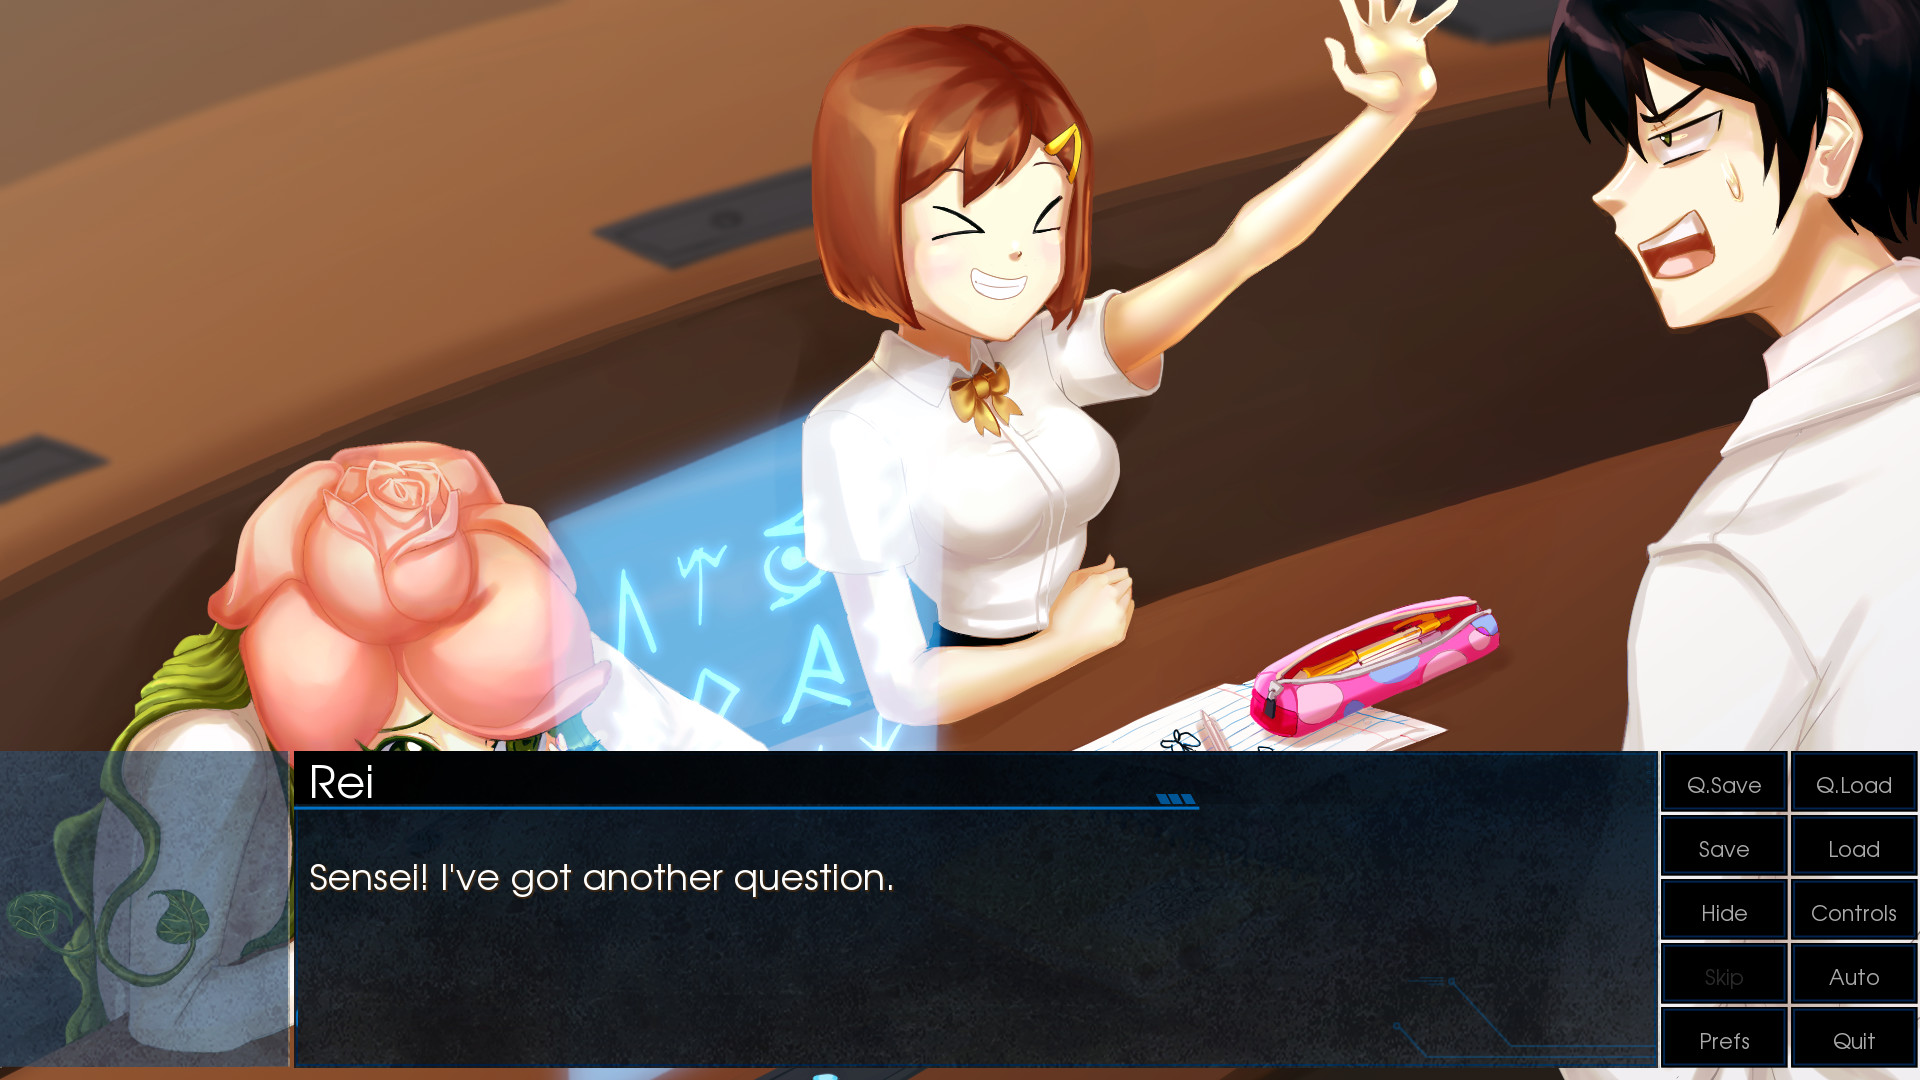 Rei
Sensei! I've got another question.
Q.Save
Q.Load
Save
Load
Hide
Controls
Skip
Auto
Prefs
Quit